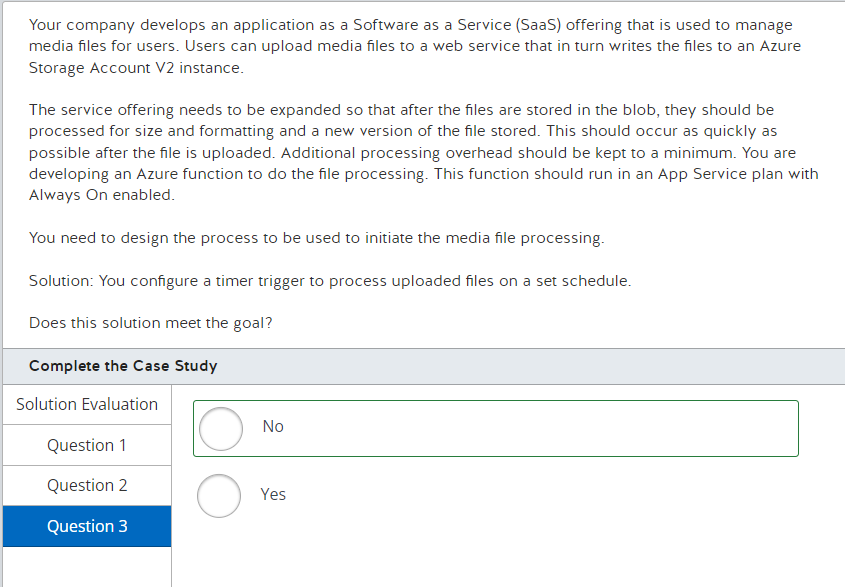 Your company develops an application as a Software as a Service (SaaS) offering that is used to manage
media files for users. Users can upload media files to a web service that in turn writes the files to an Azure
Storage Account V2 instance.
The service offering needs to be expanded so that after the files are stored in the blob, they should be
processed for size and formatting and a new version of the file stored. This should occur as quickly as
possible after the file is uploaded. Additional processing overhead should be kept to a minimum. You are
developing an Azure function to do the file processing. This function should run in an App Service plan with
Always On enabled.
You need to design the process to be used to initiate the media file processing.
Solution: You configure a timer trigger to process uploaded files on a set schedule.
Does this solution meet the goal?
Complete the Case Study
Solution Evaluation
Question 1
Question 2
Question 3
No
Yes